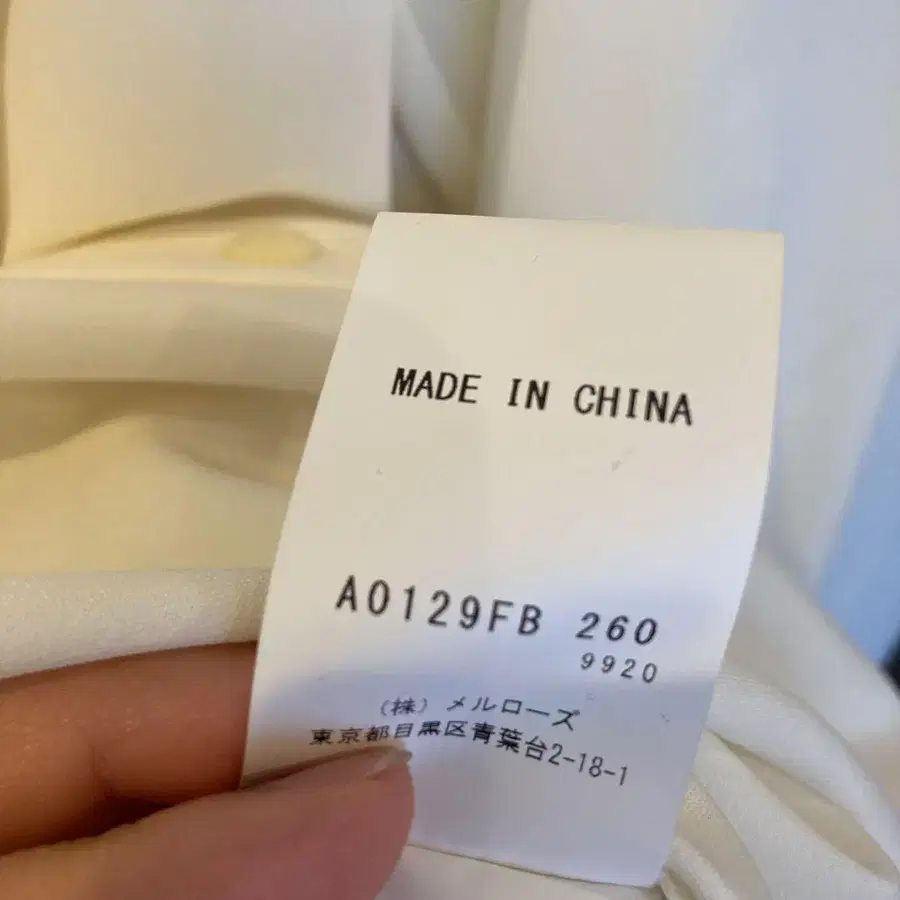 MADE IN CHINA
A0129FB 260
9920
(株) メルローズ
東京都目黒区青葉台2-18-1